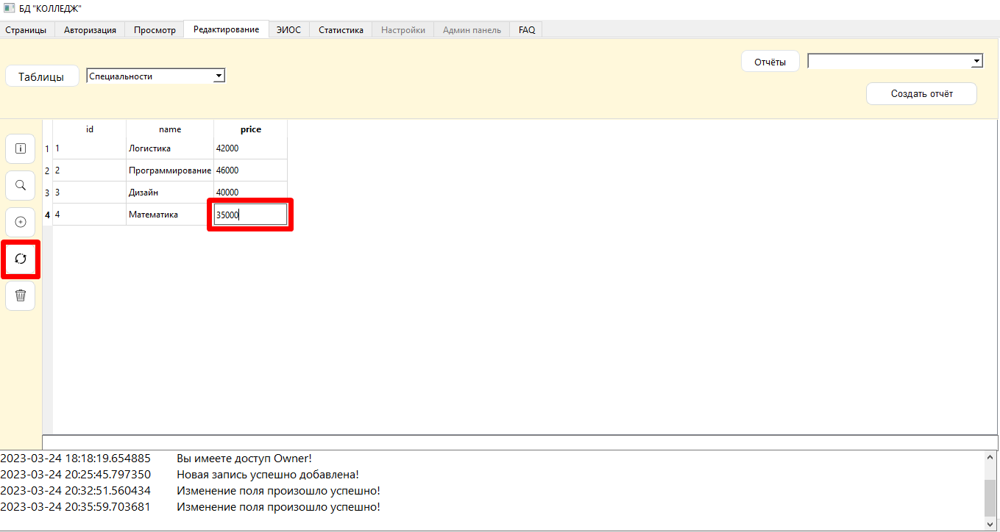 БД "КОЛЛЕДЖ"
Страницы Авторизация Просмотр Редактирование ЭИОС Статистика Настройки Админ панель FAQ
Отчёты
Таблицы Специальности
Создать отчёт
id name price
1 1 Логистика 42000
2 2 Программирование 46000
3 3 Дизайн 40000
4 4 Математика 35000
2023-03-24 18:18:19.654885 Вы имеете доступ Owner!
2023-03-24 20:25:45.797350 Новая запись успешно добавлена!
2023-03-24 20:32:51.560434 Изменение поля произошло успешно!
2023-03-24 20:35:59.703681 Изменение поля произошло успешно!